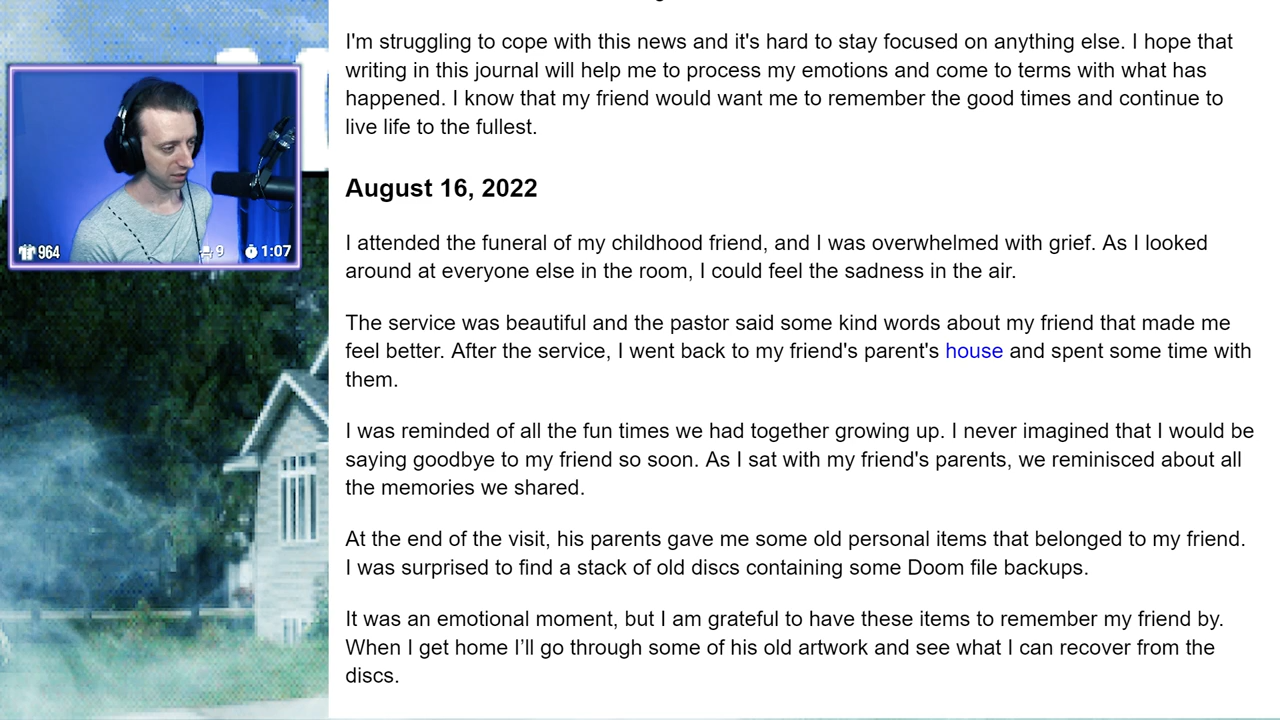 I'm struggling to cope with this news and it's hard to stay focused on anything else. I hope that
writing in this journal will help me to process my emotions and come to terms with what has
happened. I know that my friend would want me to remember the good times and continue to
live life to the fullest.
August 16, 2022
I attended the funeral of my childhood friend, and I was overwhelmed with grief. As I looked
around at everyone else in the room, I could feel the sadness in the air.
The service was beautiful and the pastor said some kind words about my friend that made me
feel better. After the service, I went back to my friend's parent's house and spent some time with
them.
I was reminded of all the fun times we had together growing up. I never imagined that I would be
saying goodbye to my friend so soon. As I sat with my friend's parents, we reminisced about all
the memories we shared.
At the end of the visit, his parents gave me some old personal items that belonged to my friend.
I was surprised to find a stack of old discs containing some Doom file backups.
It was an emotional moment, but I am grateful to have these items to remember my friend by.
When I get home I’ll go through some of his old artwork and see what I can recover from the
discs.
964 9 1:07